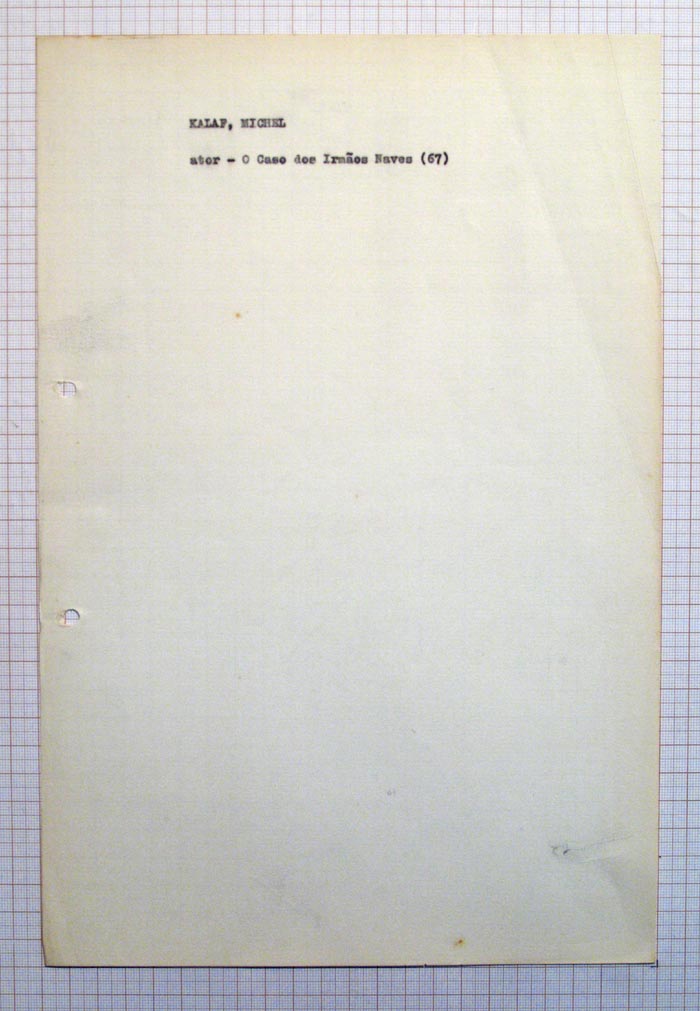 KALAF, MICHEL
ator - O Caso dos Irmãos Naves (67)